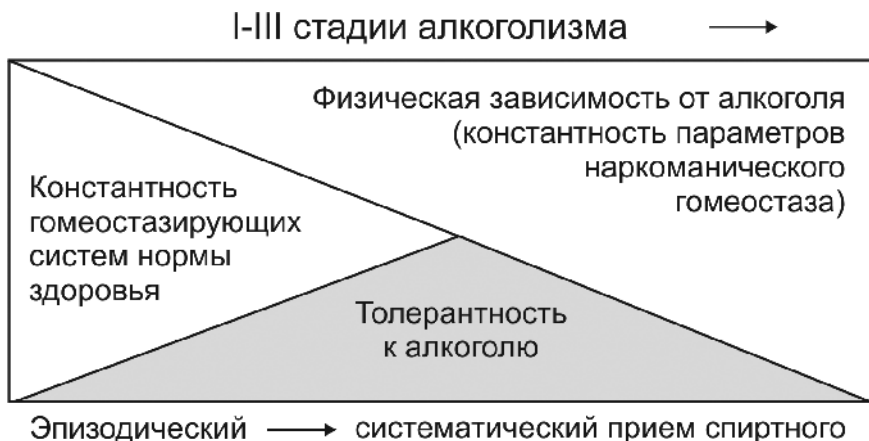 I-III стадии алкоголизма →
Физическая зависимость от алкоголя
(константность параметров
наркоманического
гомеостаза)
Константность
гомеостазирующих
систем нормы
здоровья
Толерантность
к алкоголю
Эпизодический → систематический прием спиртного